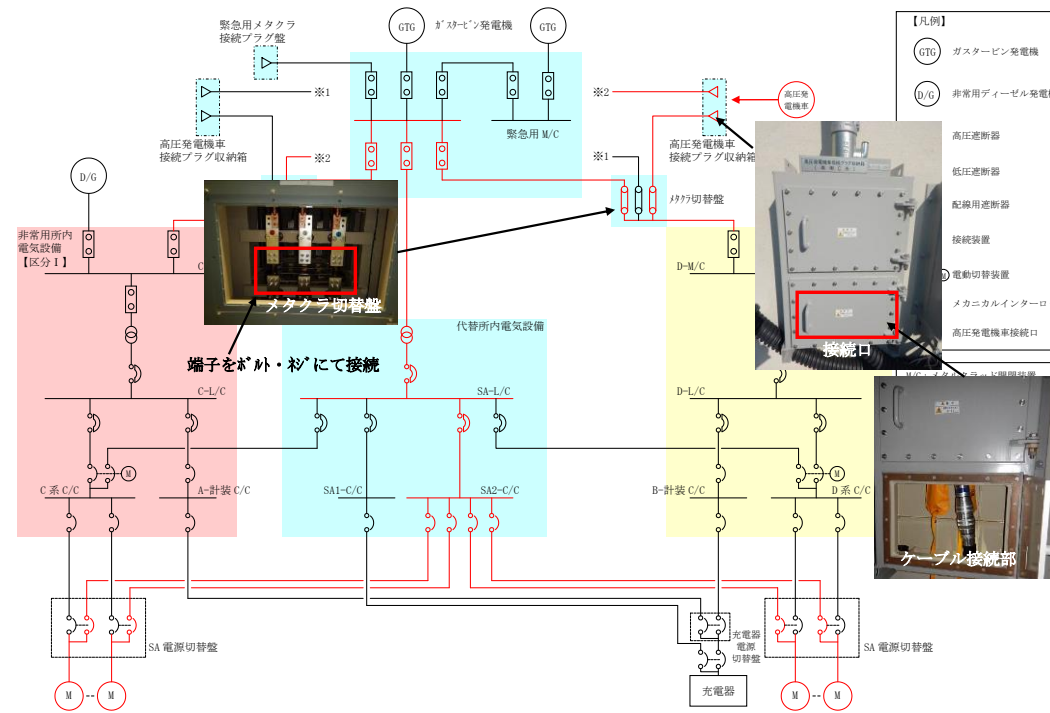 緊急用メタクラ
接続プラグ盤
GTG
ｶﾞｽﾀｰﾋﾞﾝ発電機
GTG
【凡例】
GTG ガスタービン発電機
D/G 非常用ディーゼル発電機
高圧遮断器
低圧遮断器
配線用遮断器
接続装置
M 電動切替装置
メカニカルインターロ
高圧発電機車接続口
※1
※2
高圧発
電機車
緊急用 M/C
高圧発電機車
接続プラグ収納箱
※2
※1
高圧発電機車
接続プラグ収納箱
D/G
ﾒﾀｸﾗ切替盤
非常用所内
電気設備
【区分Ⅰ】
C
D-M/C
メタクラ切替盤
接続口
代替所内電気設備
端子をﾎﾞﾙﾄ・ﾈｼﾞにて接続
C-L/C
SA-L/C
D-L/C
M
M
C 系 C/C
A-計装 C/C
SA1-C/C
SA2-C/C
B-計装 C/C
D 系 C/C
ケーブル接続部
SA 電源切替盤
充電器
電源
切替盤
SA 電源切替盤
M
M
充電器
M
M